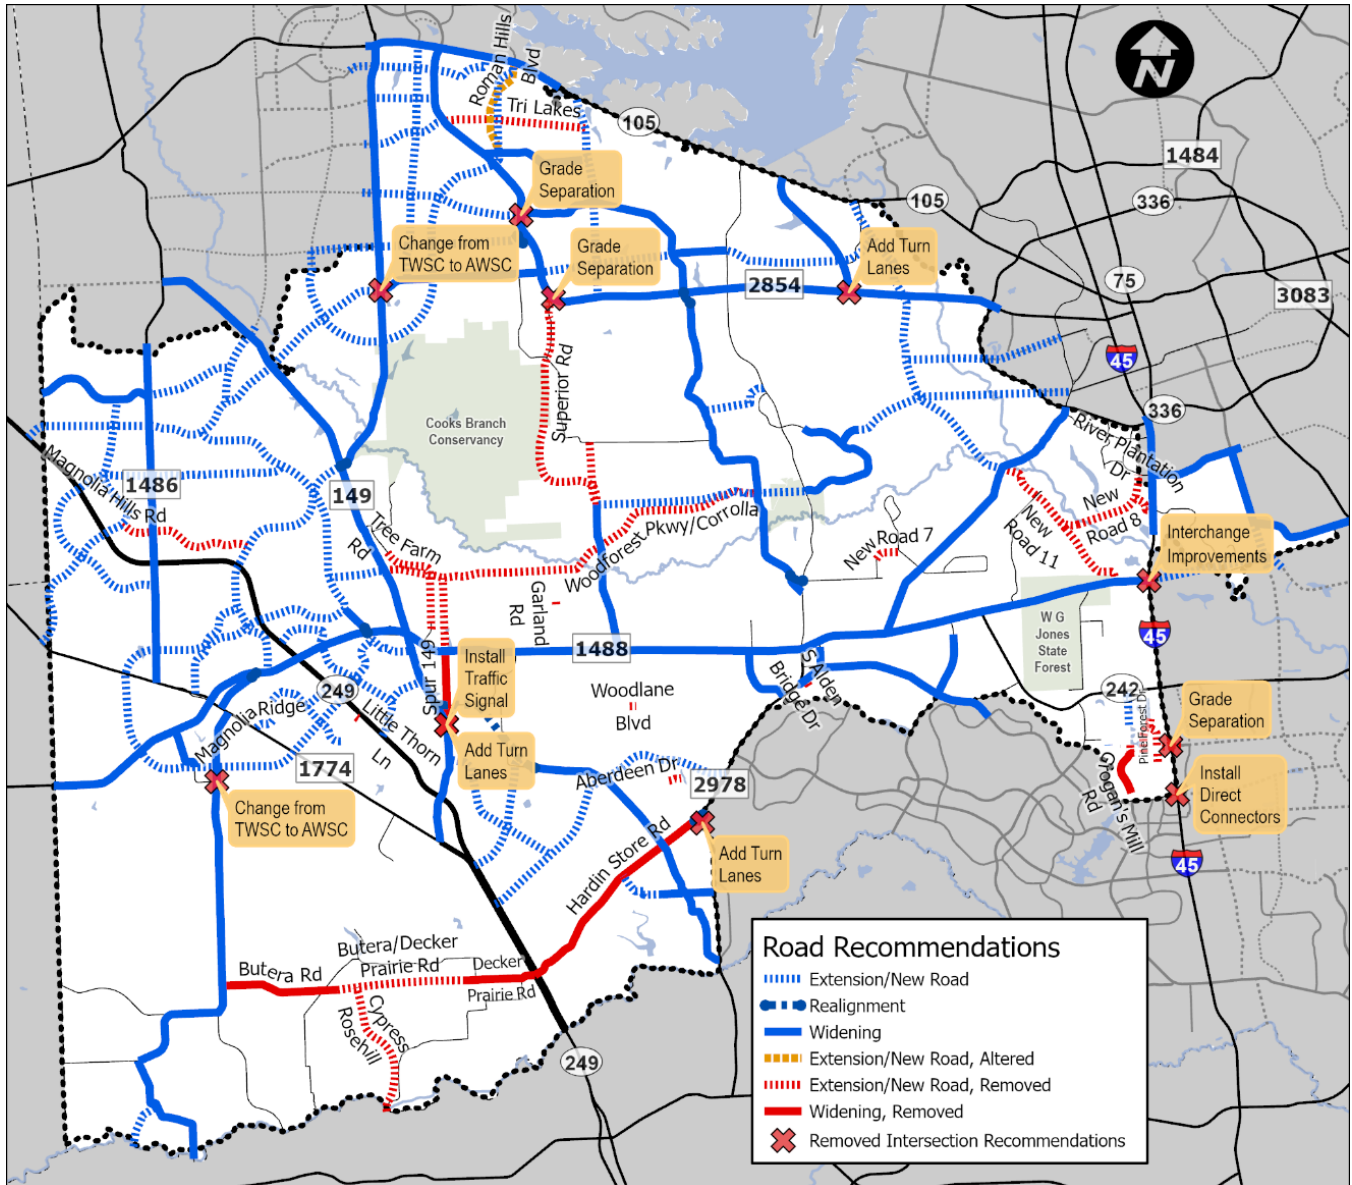 Roman Hills
Blvd
Tri Lakes
105
N
1484
Grade
Separation
105
336
Change from
TWSC to AWSC
Grade
Separation
Add Turn
Lanes
2854
75
3083
45
Superior Rd
Cooks Branch
Conservancy
336
River Plantation
Dr
Magnolia Hills Rd
1486
149
Tree Farm
Rd
Woodforest Pkwy/Corrolla
New Road 7
New
Road 11
New
Road 8
Interchange
Improvements
Garland
Rd
W G
Jones
State
Forest
45
1488
Spur 149
Install
Traffic
Signal
S Alden
Bridge Dr
Woodlane
Blvd
249
242
Magnolia Ridge
Little Thorn
Ln
Pine Forest Dr
Grade
Separation
Add Turn
Lanes
1774
Aberdeen Dr
2978
Grogan's Mill
Rd
Install
Direct
Connectors
Change from
TWSC to AWSC
Hardin Store Rd
Add Turn
Lanes
45
Butera/Decker
Prairie Rd
Butera Rd
Decker
Prairie Rd
Cypress
Rosehill
249
Road Recommendations
Extension/New Road
Realignment
Widening
Extension/New Road, Altered
Extension/New Road, Removed
Widening, Removed
Removed Intersection Recommendations